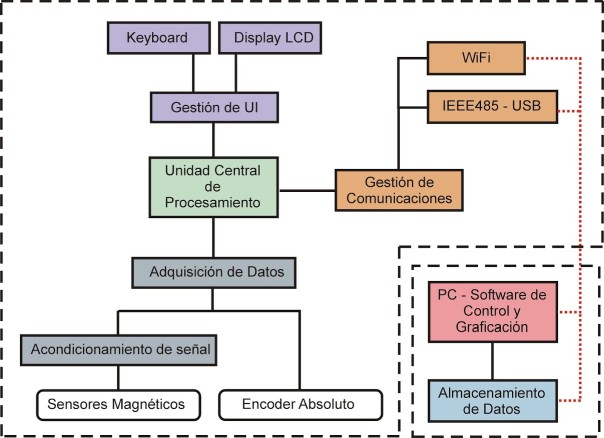 Keyboard
Display LCD
WiFi
IEEE485 - USB
Gestión de UI
Unidad Central
de
Procesamiento
Gestión de
Comunicaciones
Adquisición de Datos
PC - Software de
Control y
Graficación
Acondicionamiento de señal
Sensores Magnéticos
Encoder Absoluto
Almacenamiento
de Datos